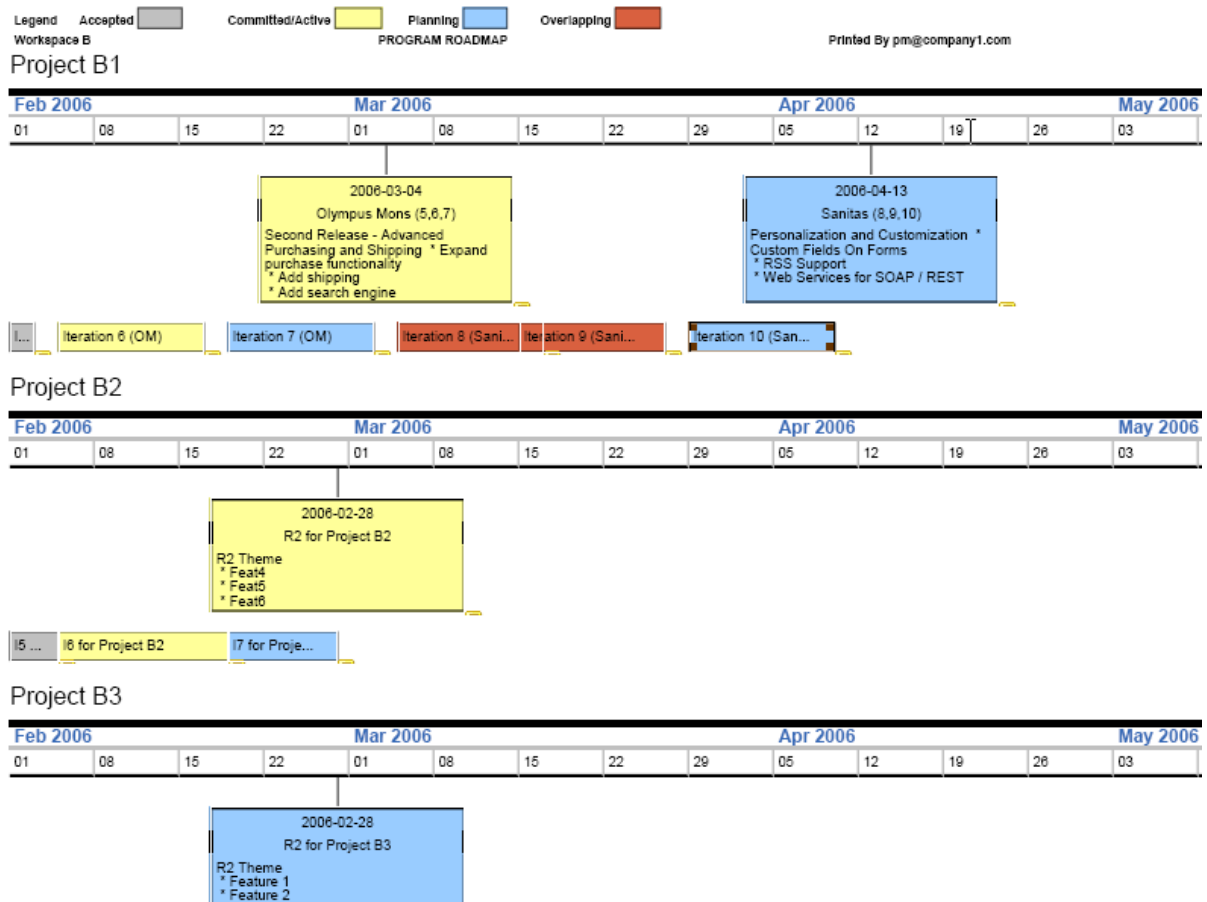 Legend Accepted Committed/Active Planning Overlapping
Workspace B PROGRAM ROADMAP Printed By pm@company1.com
Project B1
Feb 2006 Mar 2006 Apr 2006 May 2006
01 08 15 22 01 08 15 22 29 05 12 19 26 03
2006-03-04
Olympus Mons (5,6,7)
Second Release - Advanced
Purchasing and Shipping * Expand
purchase functionality
* Add shipping
* Add search engine
2006-04-13
Sanitas (8,9,10)
Personalization and Customization *
Custom Fields On Forms
* RSS Support
* Web Services for SOAP / REST
I... Iteration 6 (OM) Iteration 7 (OM) Iteration 8 (Sani... Iteration 9 (Sani... Iteration 10 (San...
Project B2
Feb 2006 Mar 2006 Apr 2006 May 2006
01 08 15 22 01 08 15 22 29 05 12 19 26 03
2006-02-28
R2 for Project B2
R2 Theme
* Feat4
* Feat5
* Feat6
I5 ... I6 for Project B2 I7 for Proje...
Project B3
Feb 2006 Mar 2006 Apr 2006 May 2006
01 08 15 22 01 08 15 22 29 05 12 19 26 03
2006-02-28
R2 for Project B3
R2 Theme
* Feature 1
* Feature 2